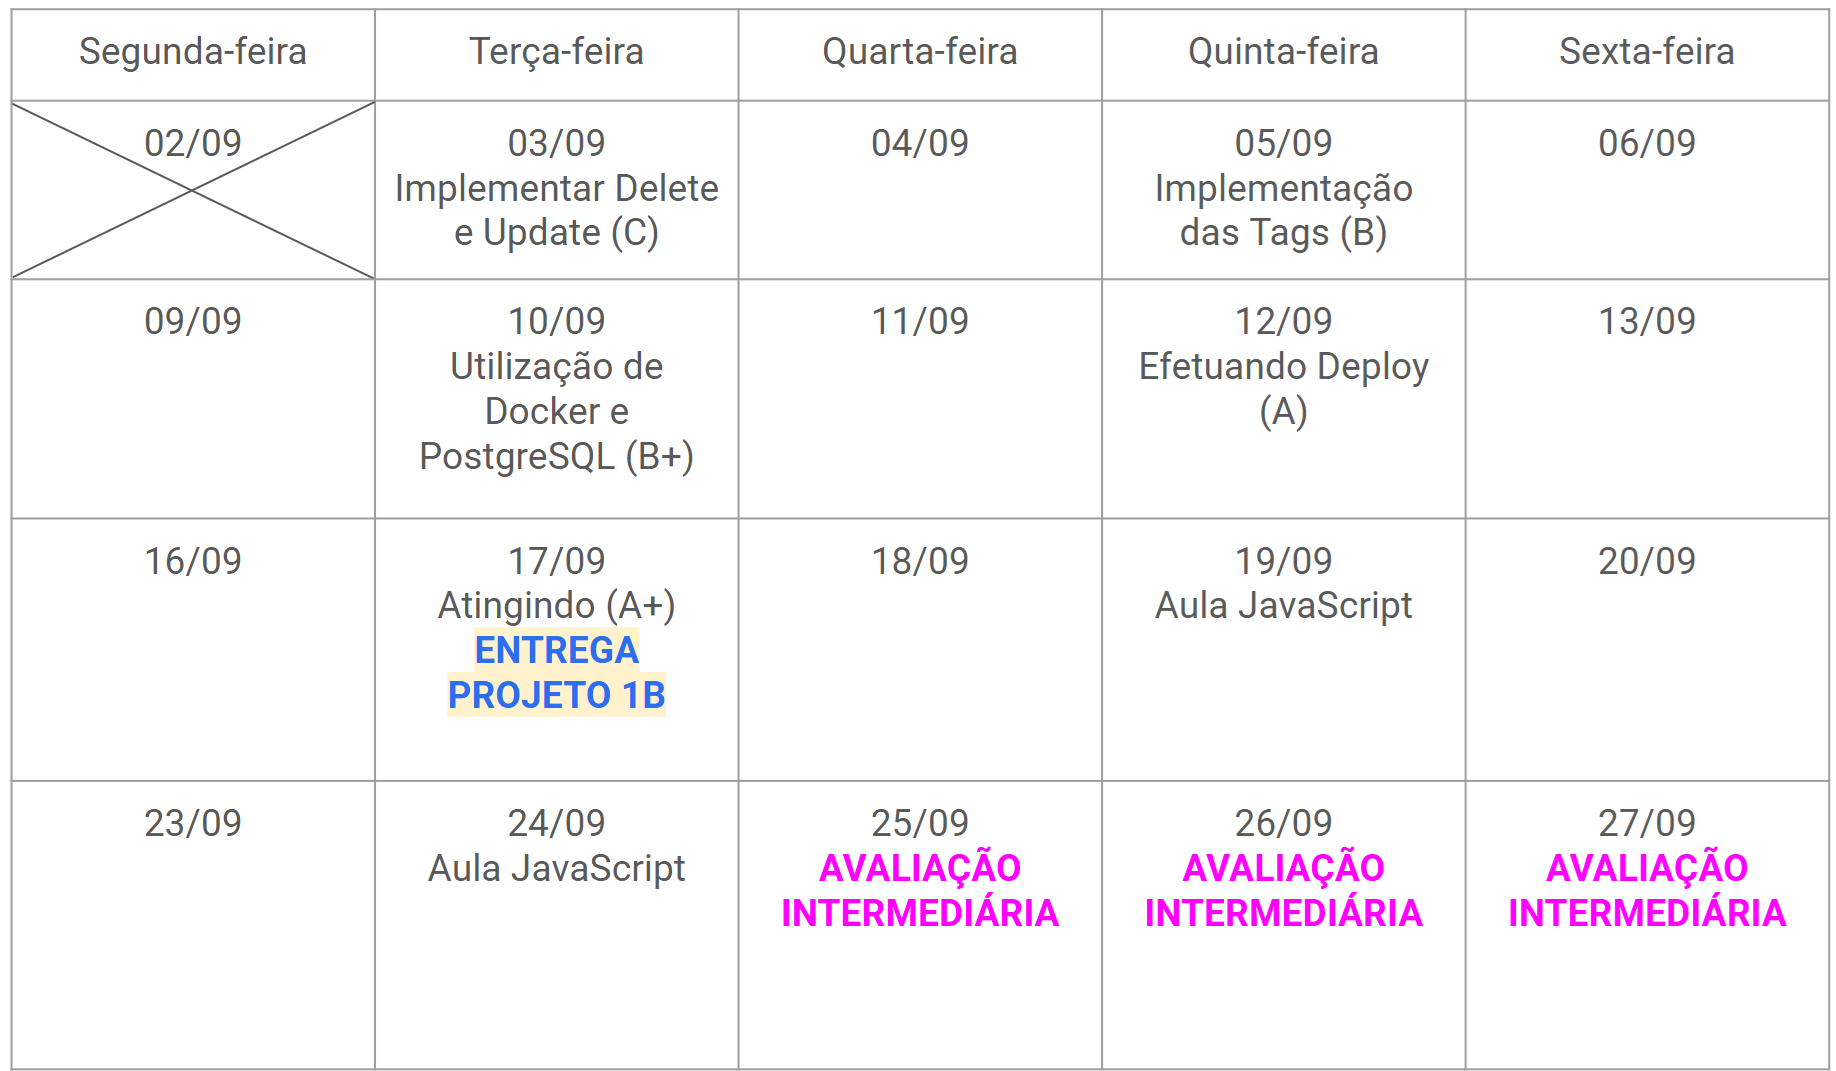 Segunda-feira
Terça-feira
Quarta-feira
Quinta-feira
Sexta-feira
02/09
03/09
Implementar Delete
e Update (C)
04/09
05/09
Implementação
das Tags (B)
06/09
09/09
10/09
Utilização de
Docker e
PostgreSQL (B+)
11/09
12/09
Efetuando Deploy
(A)
13/09
16/09
17/09
Atingindo (A+)
ENTREGA
PROJETO 1B
18/09
19/09
Aula JavaScript
20/09
23/09
24/09
Aula JavaScript
25/09
AVALIAÇÃO
INTERMEDIÁRIA
26/09
AVALIAÇÃO
INTERMEDIÁRIA
27/09
AVALIAÇÃO
INTERMEDIÁRIA